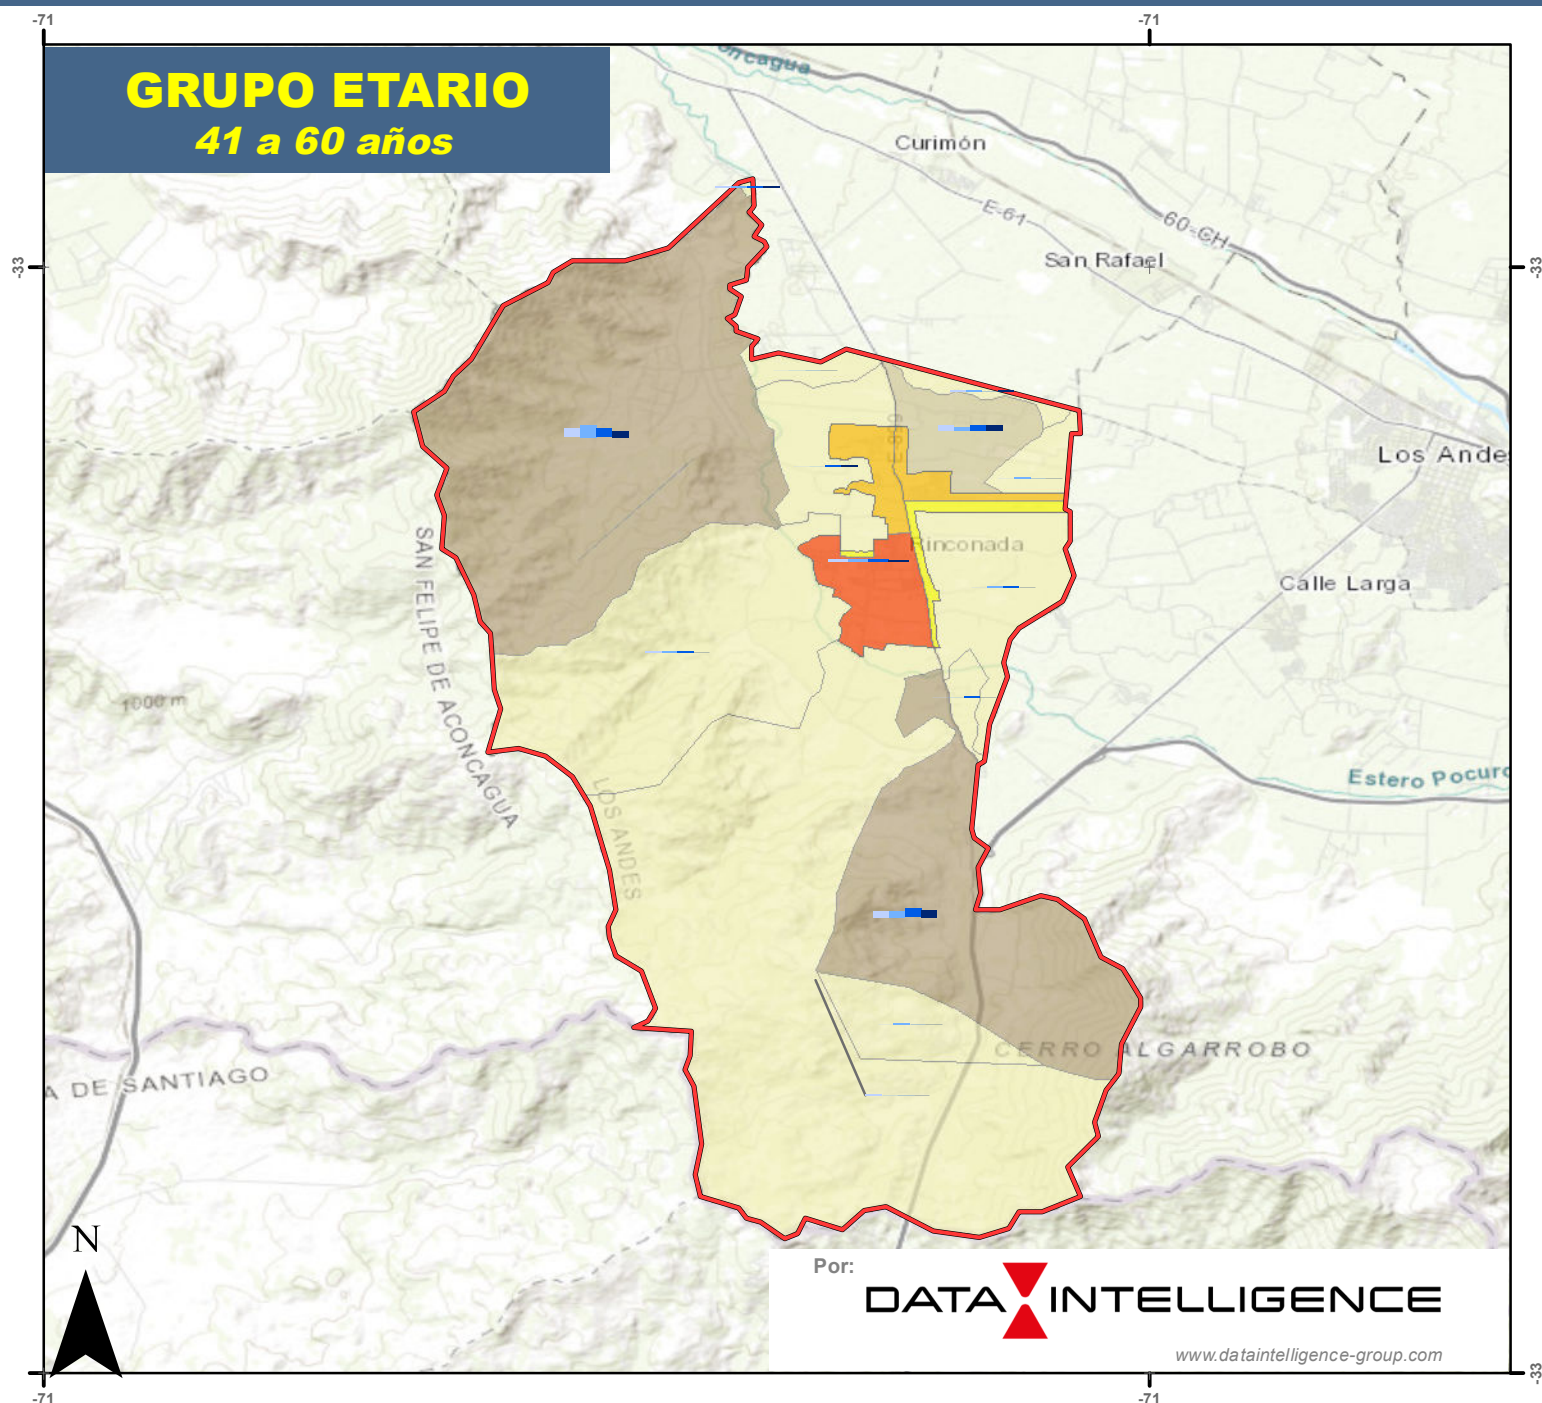 -71
-71
GRUPO ETARIO
41 a 60 años
Curimón
E-61
60-CH
-33
San Rafael
-33
Los Ande
Rinconada
Calle Larga
SAN FELIPE DE ACONCAGUA
1000 m
Estero Pocuro
LOS ANDES
CERRO ALGARROBO
A DE SANTIAGO
N
Por:
DATA INTELLIGENCE
www.dataintelligence-group.com
-33
-71
-71